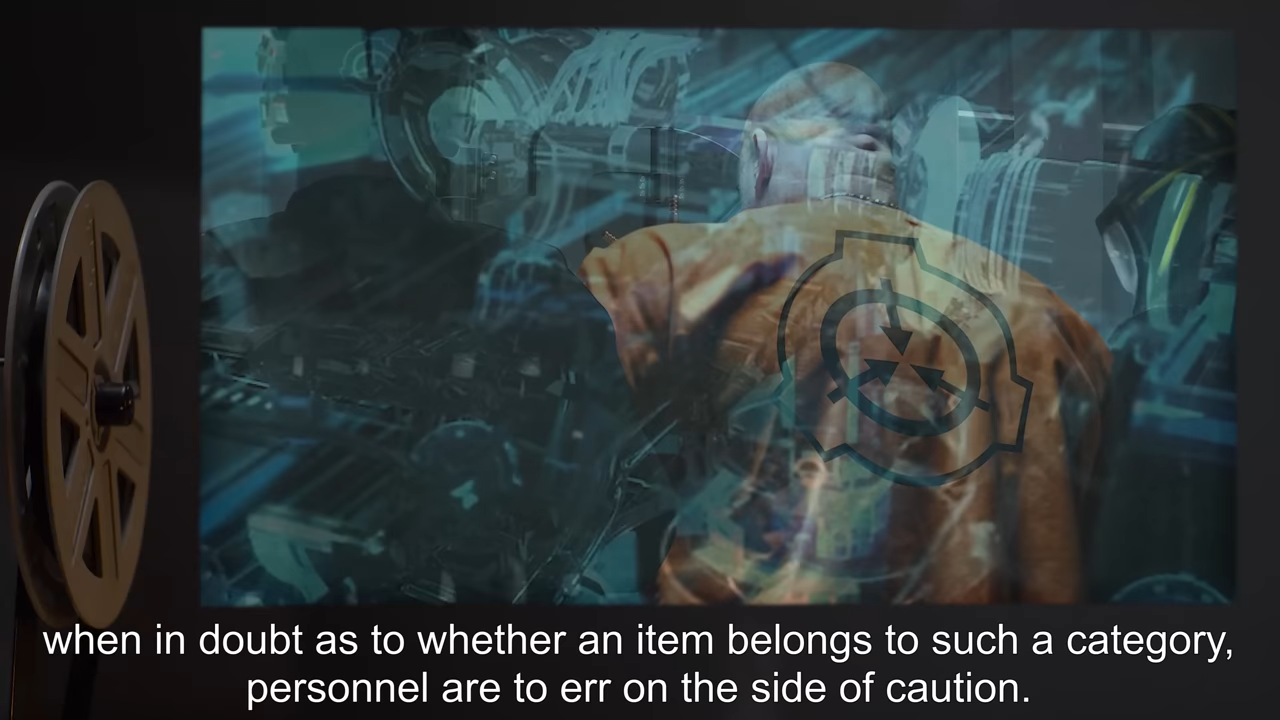 when in doubt as to whether an item belongs to such a category,
personnel are to err on the side of caution.